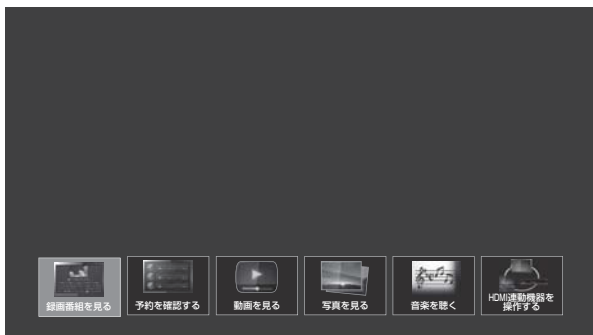 録画番組を見る
予約を確認する
動画を見る
写真を見る
音楽を聴く
HDMI連動機器を
操作する